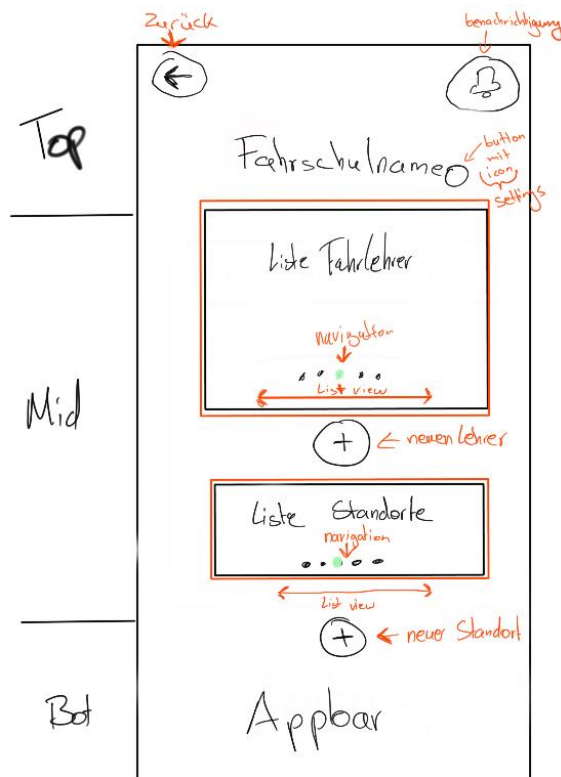 Zurück
benachrichtigung
Top
Fahrschulname
button
mit
icon
settings
Liste Fahrlehrer
navigation
List view
Mid
+
neuen Lehrer
Liste Standorte
navigation
List view
+
neuer Standort
Bot
Appbar